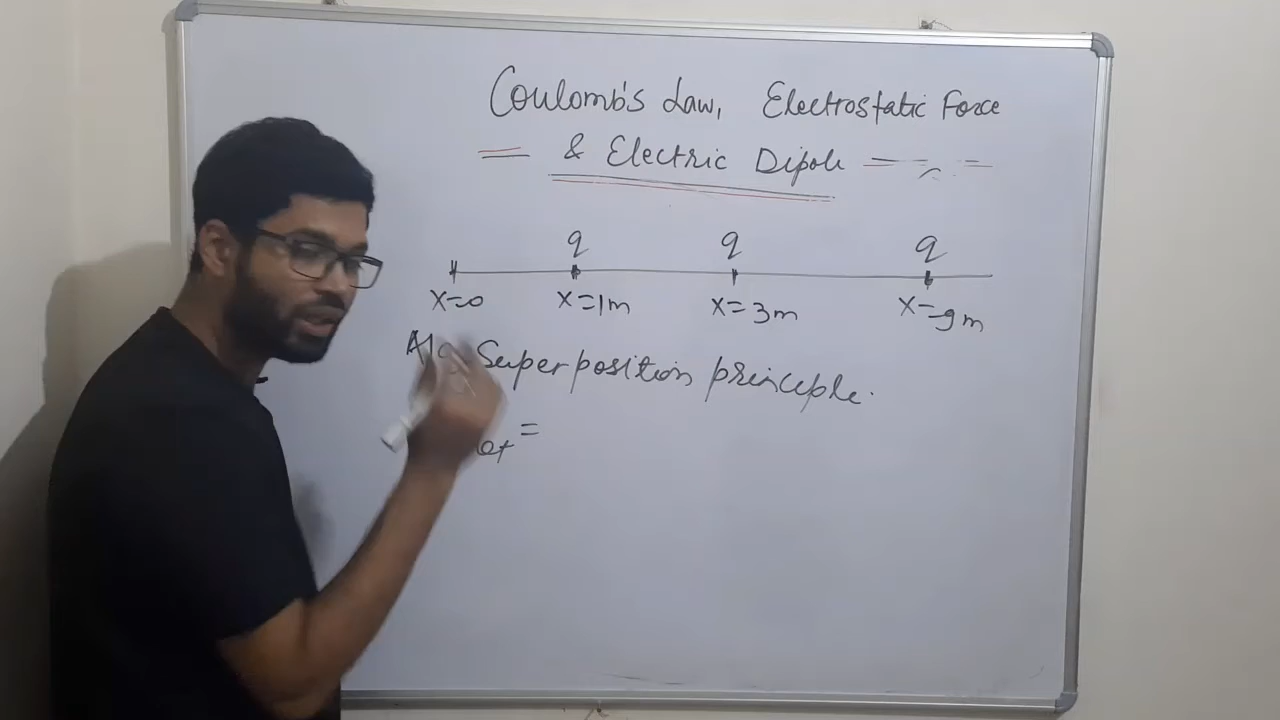 Coulomb's Law, Electrostatic Force
& Electric Dipole
q q q
x=0 x=1m x=3m x=9m
Superposition principle.
=